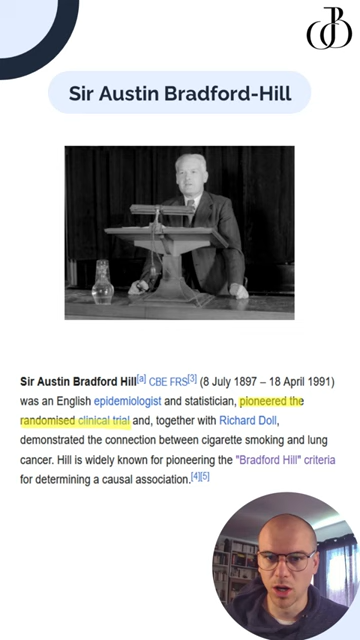 Sir Austin Bradford-Hill
Sir Austin Bradford Hill[a] CBE FRS[3] (8 July 1897 – 18 April 1991)
was an English epidemiologist and statistician, pioneered the
randomised clinical trial and, together with Richard Doll,
demonstrated the connection between cigarette smoking and lung
cancer. Hill is widely known for pioneering the "Bradford Hill" criteria
for determining a causal association.[4][5]